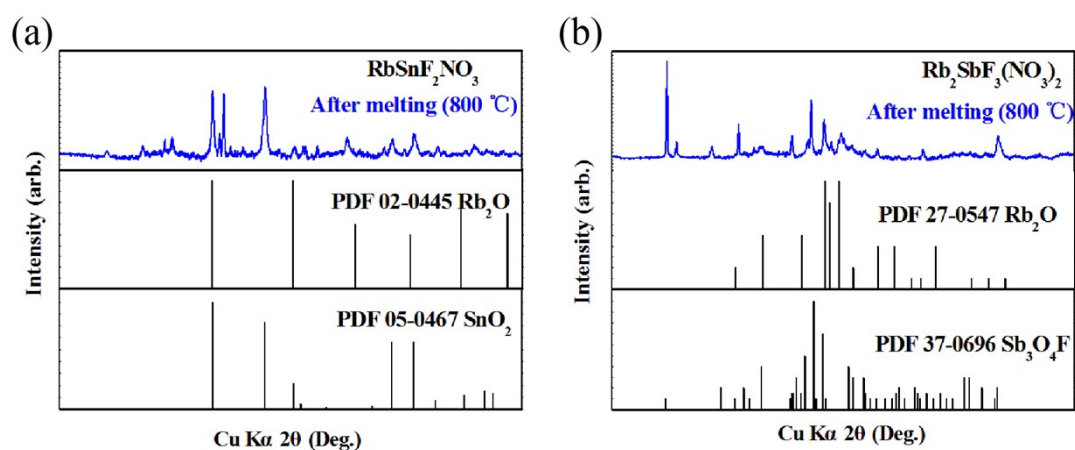 (a)
RbSnF₂NO₃
After melting (800 ℃)
PDF 02-0445 Rb₂O
PDF 05-0467 SnO₂
Intensity (arb.)
Cu Kα 2θ (Deg.)
(b)
Rb₂SbF₃(NO₃)₂
After melting (800 ℃)
PDF 27-0547 Rb₂O
PDF 37-0696 Sb₃O₄F
Intensity (arb.)
Cu Kα 2θ (Deg.)